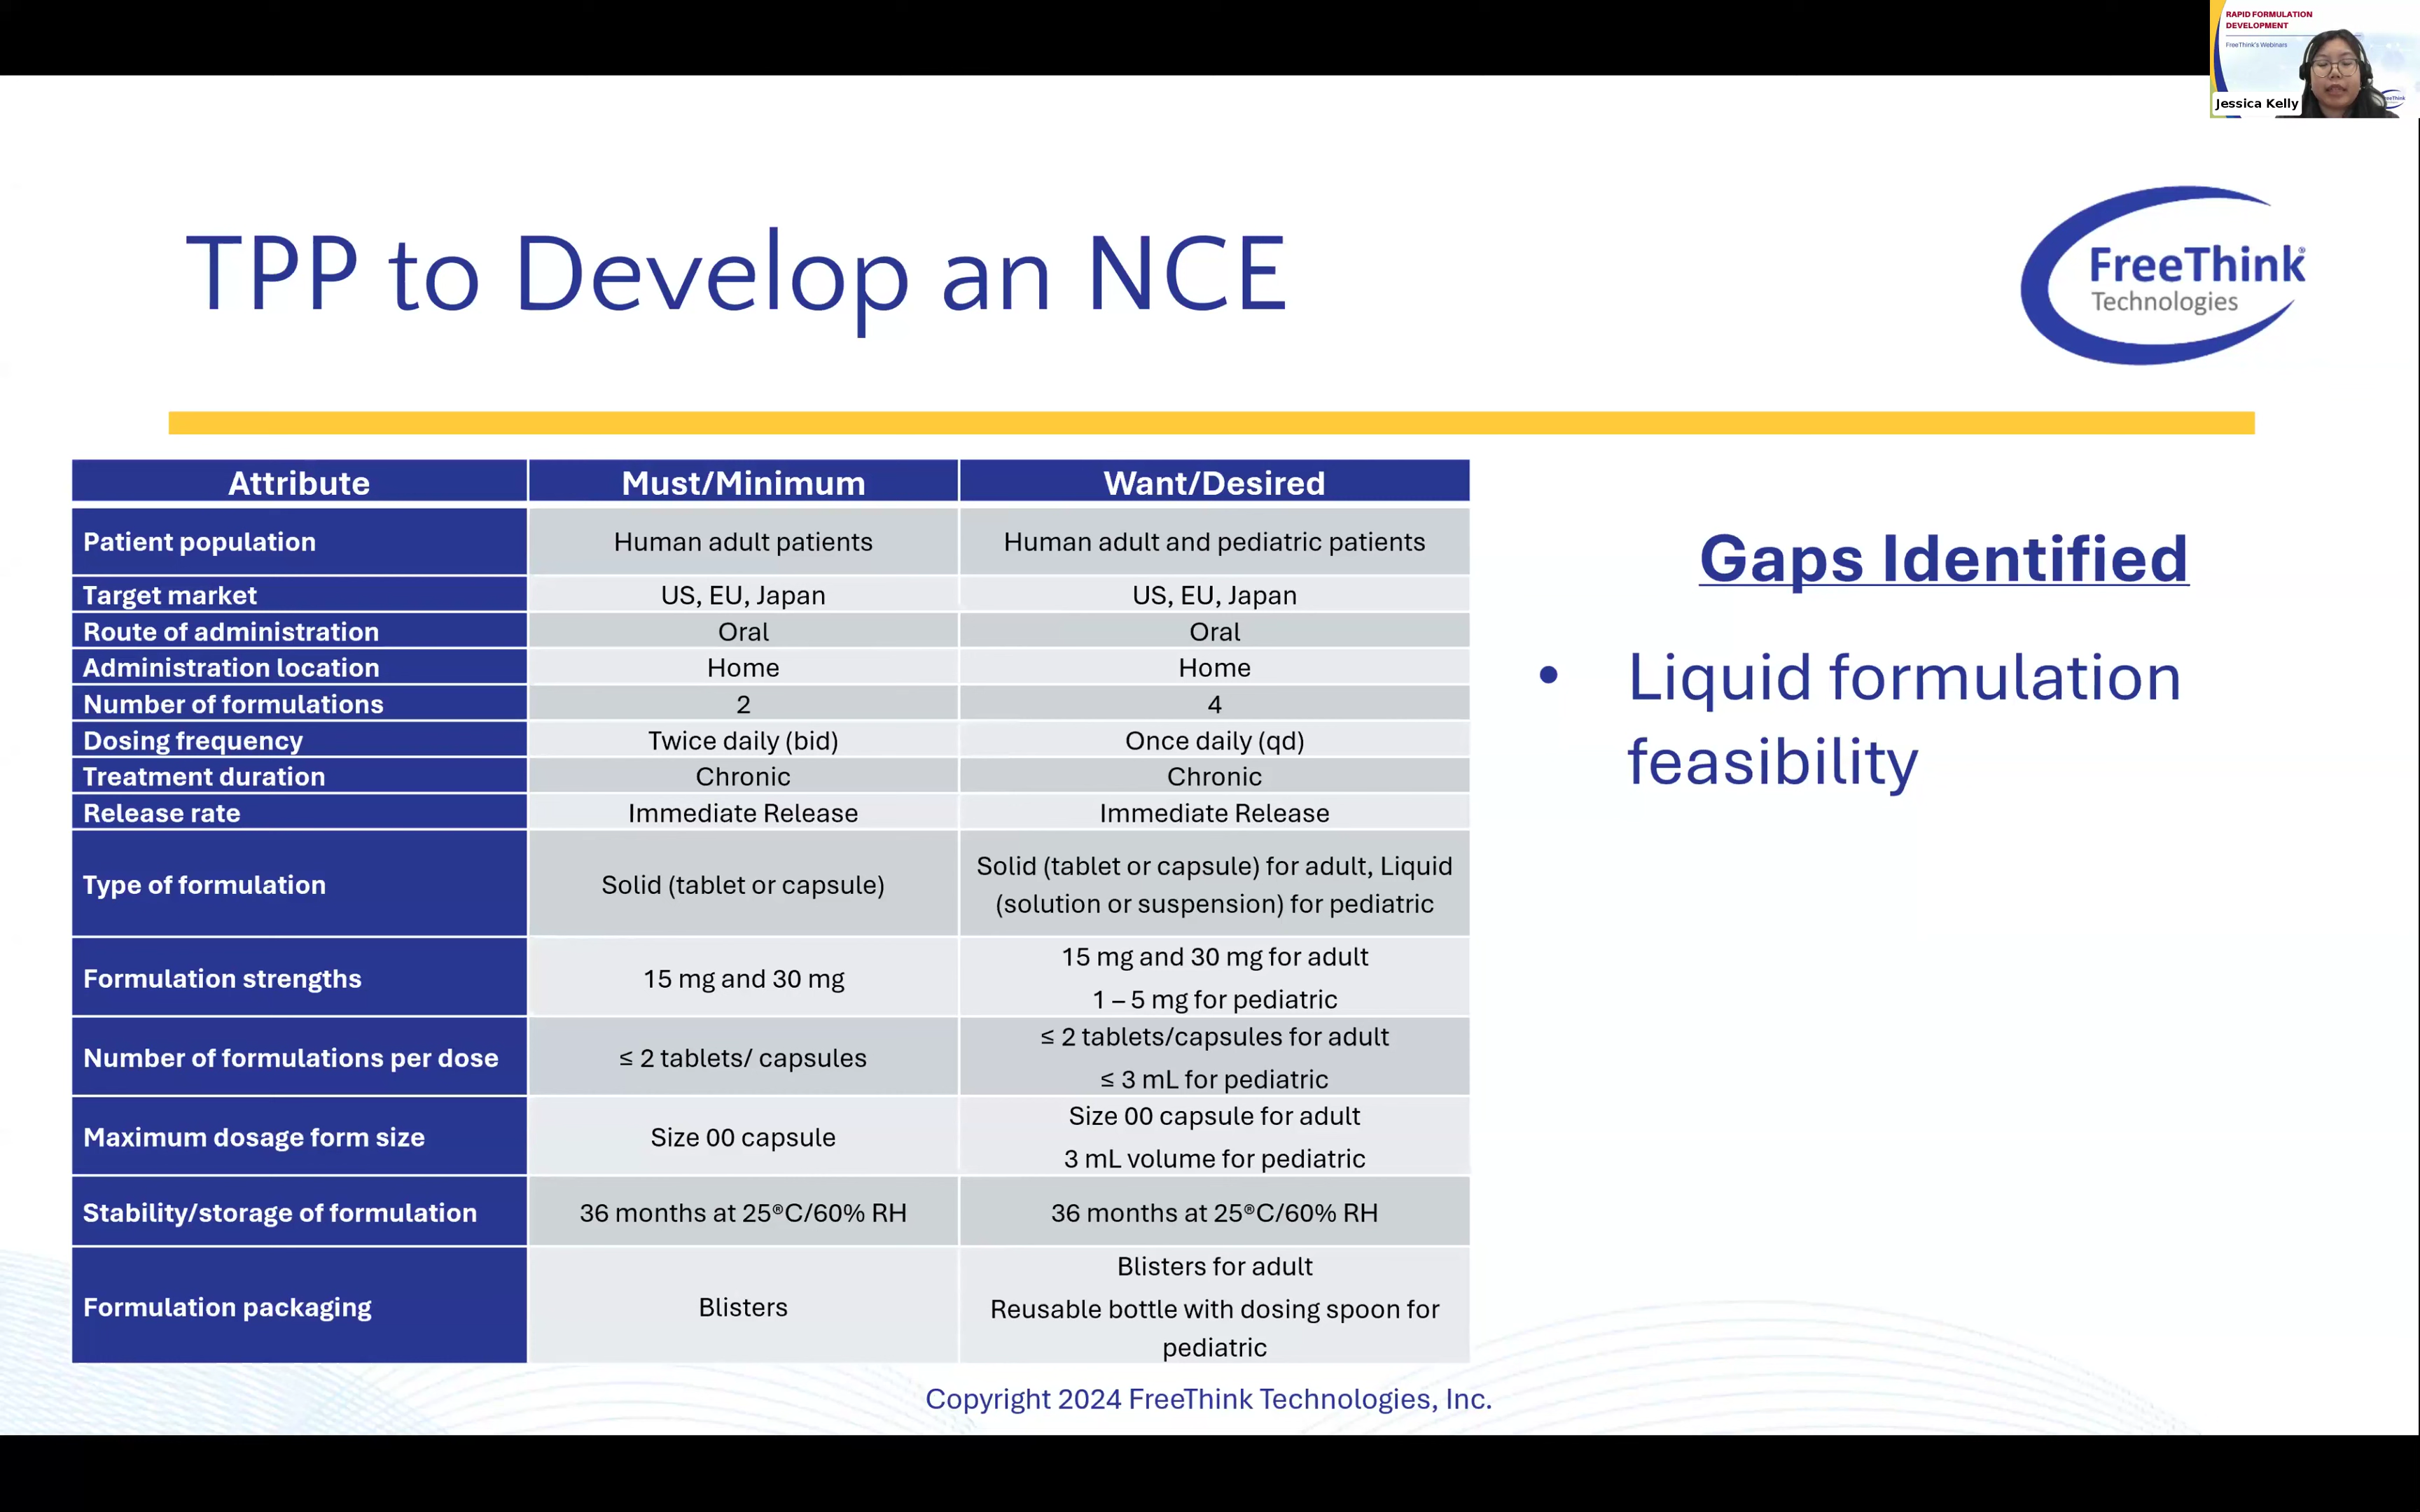 RAPID FORMULATION
DEVELOPMENT
FreeThink's Webinars
Jessica Kelly
TPP to Develop an NCE
FreeThink®
Technologies
Attribute Must/Minimum Want/Desired
Patient population Human adult patients Human adult and pediatric patients
Target market US, EU, Japan US, EU, Japan
Route of administration Oral Oral
Administration location Home Home
Number of formulations 2 4
Dosing frequency Twice daily (bid) Once daily (qd)
Treatment duration Chronic Chronic
Release rate Immediate Release Immediate Release
Type of formulation Solid (tablet or capsule) Solid (tablet or capsule) for adult, Liquid
(solution or suspension) for pediatric
Formulation strengths 15 mg and 30 mg 15 mg and 30 mg for adult
1 – 5 mg for pediatric
Number of formulations per dose ≤ 2 tablets/ capsules ≤ 2 tablets/capsules for adult
≤ 3 mL for pediatric
Maximum dosage form size Size 00 capsule Size 00 capsule for adult
3 mL volume for pediatric
Stability/storage of formulation 36 months at 25®C/60% RH 36 months at 25®C/60% RH
Formulation packaging Blisters Blisters for adult
Reusable bottle with dosing spoon for
pediatric
Gaps Identified
• Liquid formulation
feasibility
Copyright 2024 FreeThink Technologies, Inc.